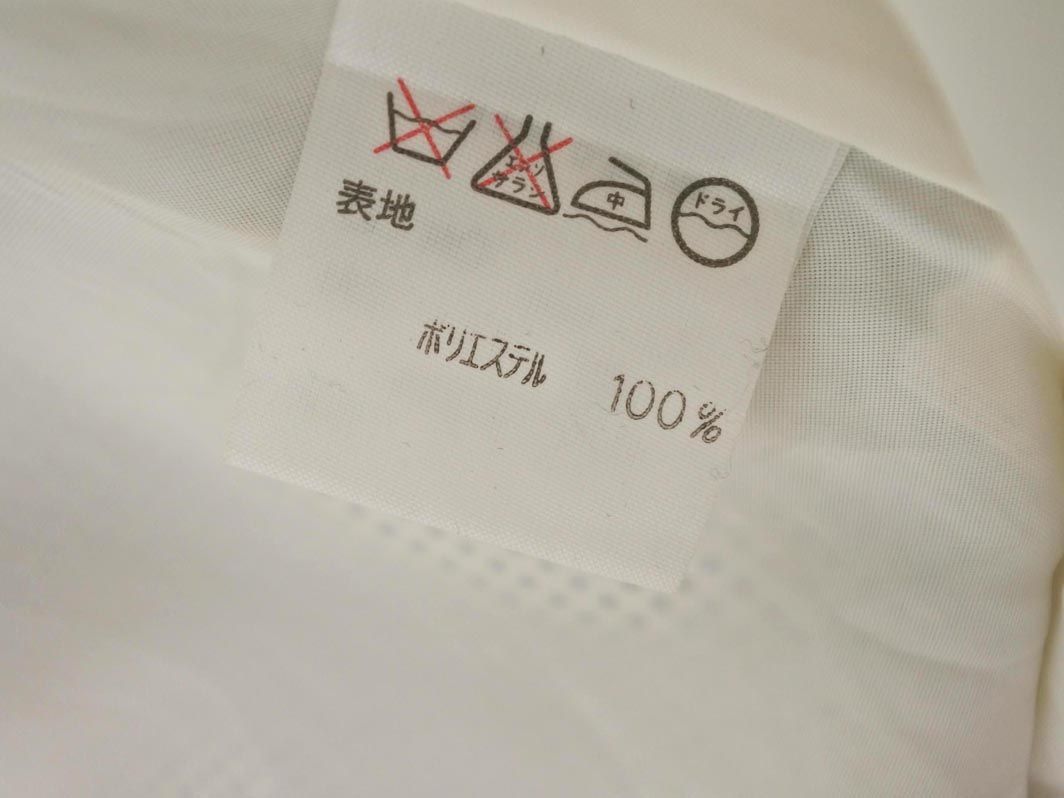 エンソ
サラシ
中
ドライ
表地
ポリエステル 100%